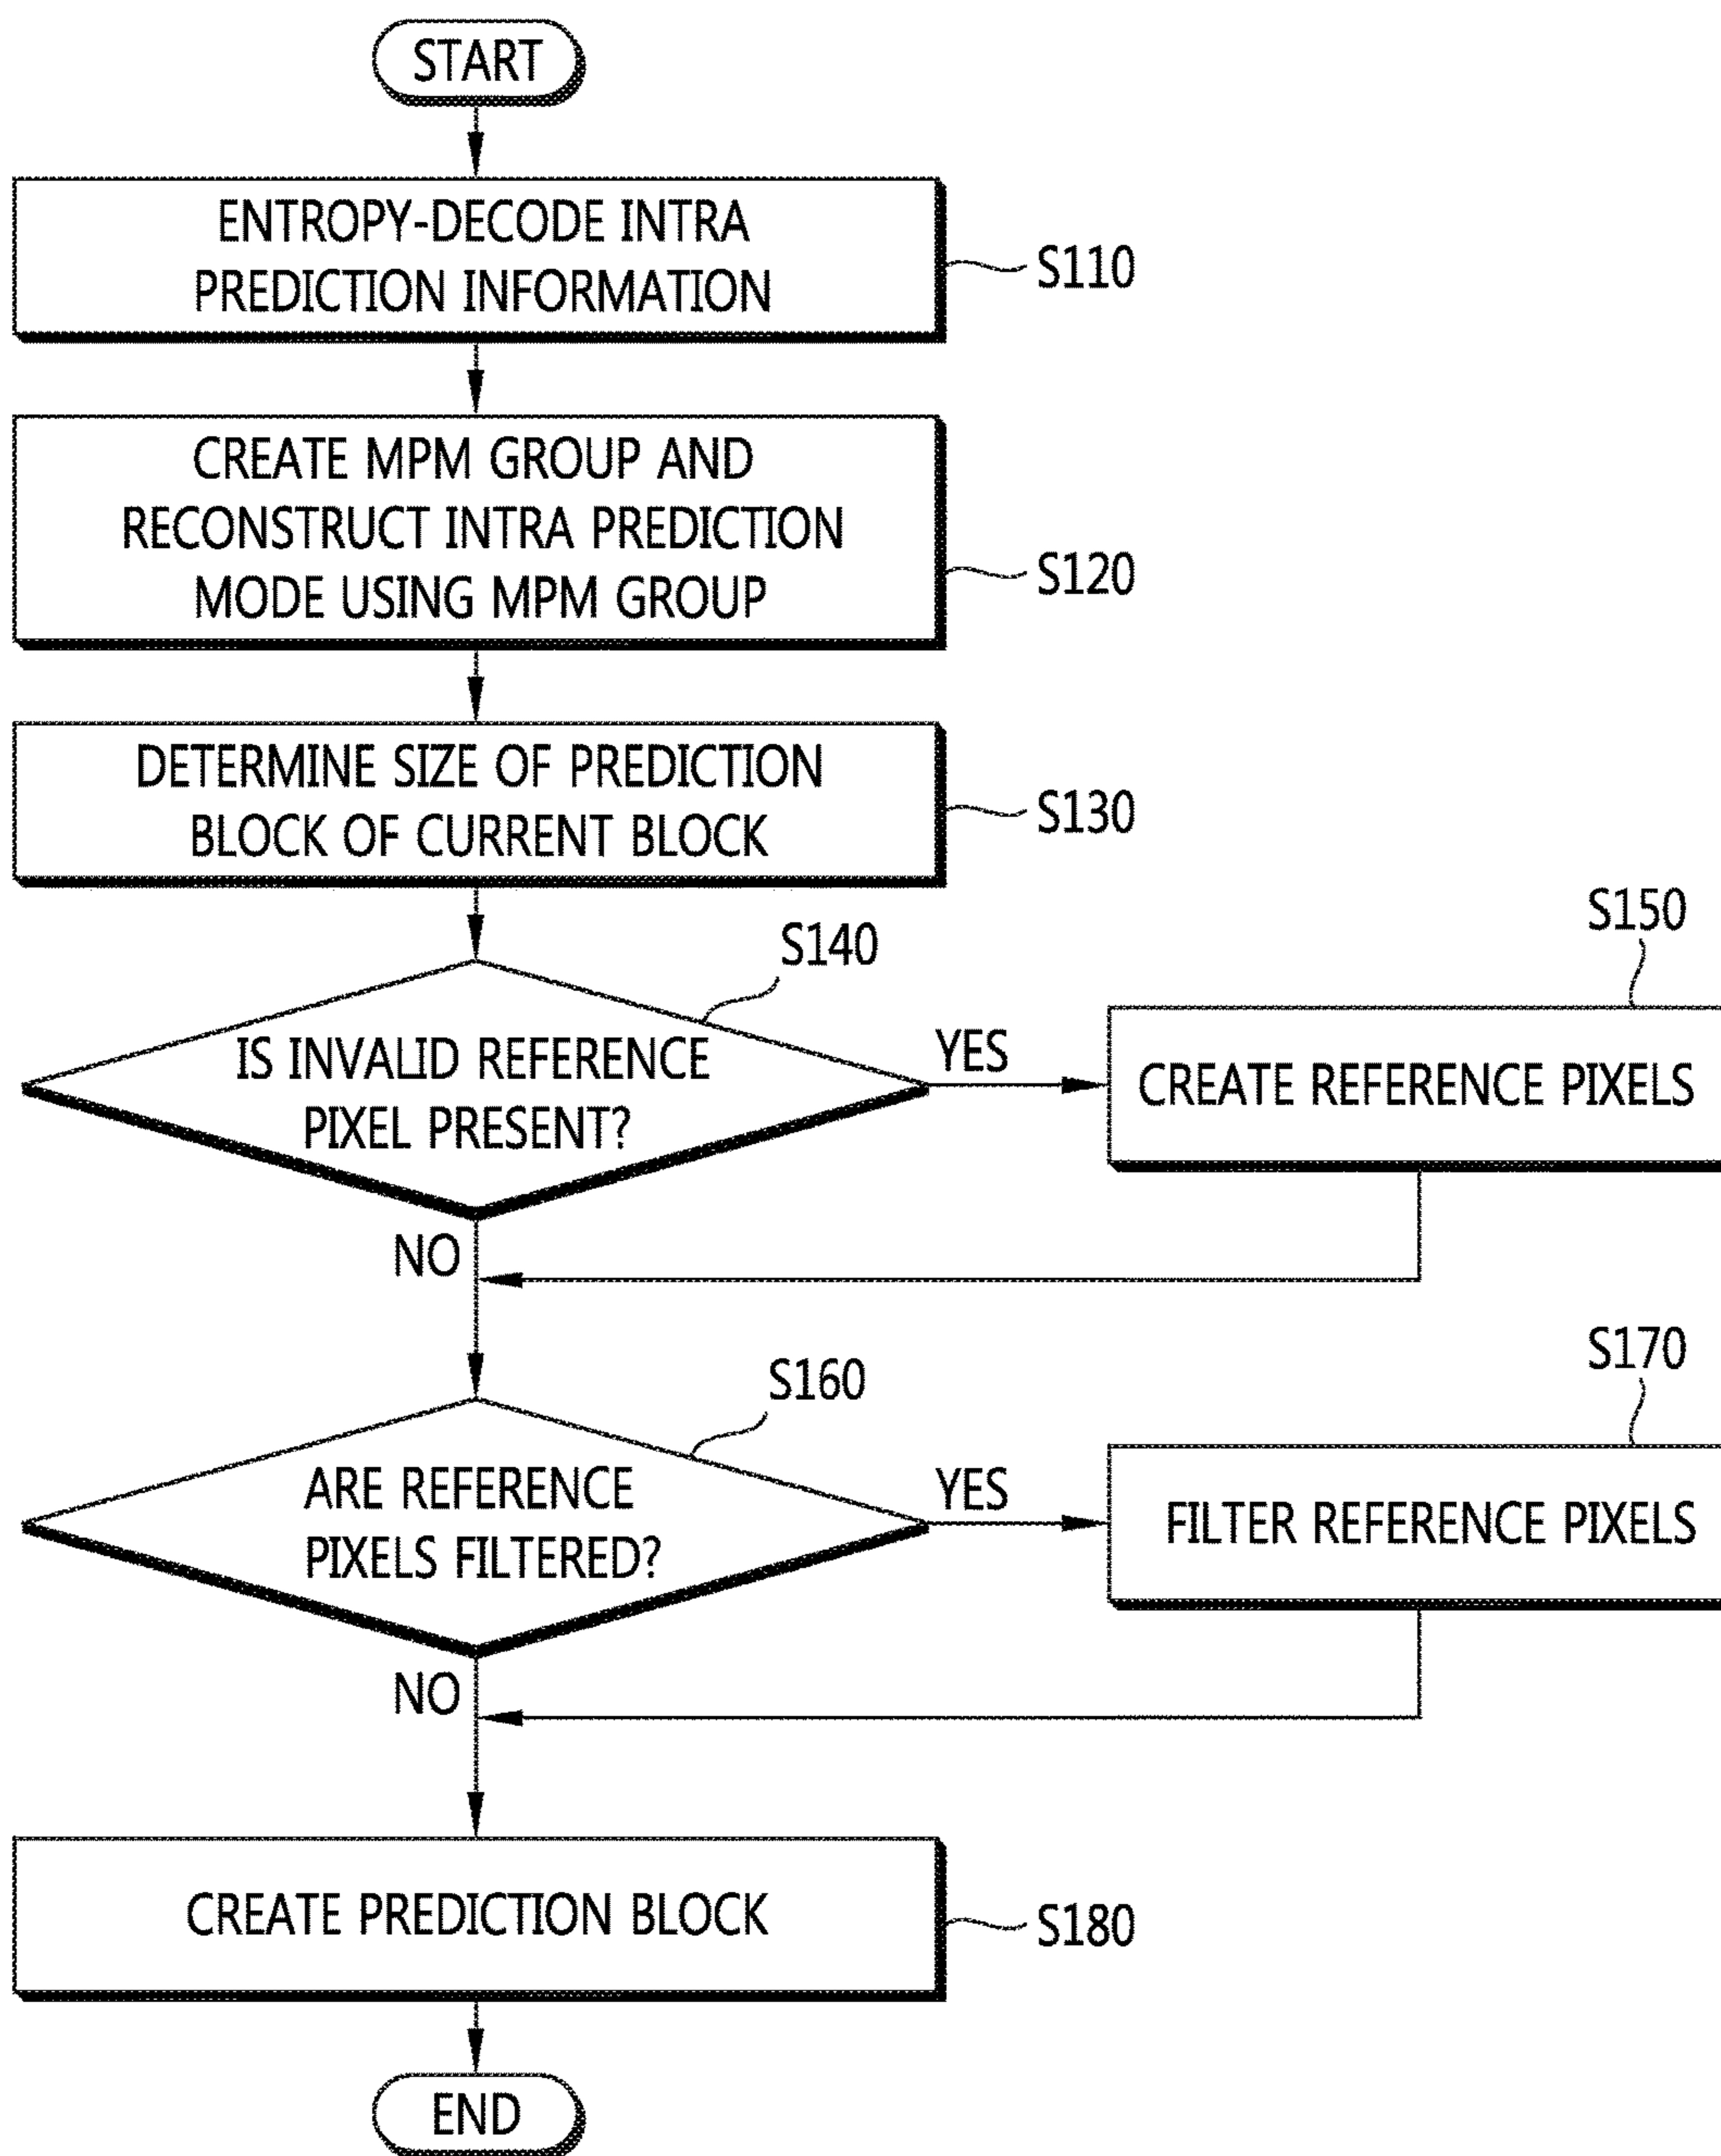 START
ENTROPY-DECODE INTRA
PREDICTION INFORMATION
S110
CREATE MPM GROUP AND
RECONSTRUCT INTRA PREDICTION
MODE USING MPM GROUP
S120
DETERMINE SIZE OF PREDICTION
BLOCK OF CURRENT BLOCK
S130
S140
IS INVALID REFERENCE
PIXEL PRESENT?
YES
S150
CREATE REFERENCE PIXELS
NO
S160
ARE REFERENCE
PIXELS FILTERED?
YES
S170
FILTER REFERENCE PIXELS
NO
CREATE PREDICTION BLOCK
S180
END